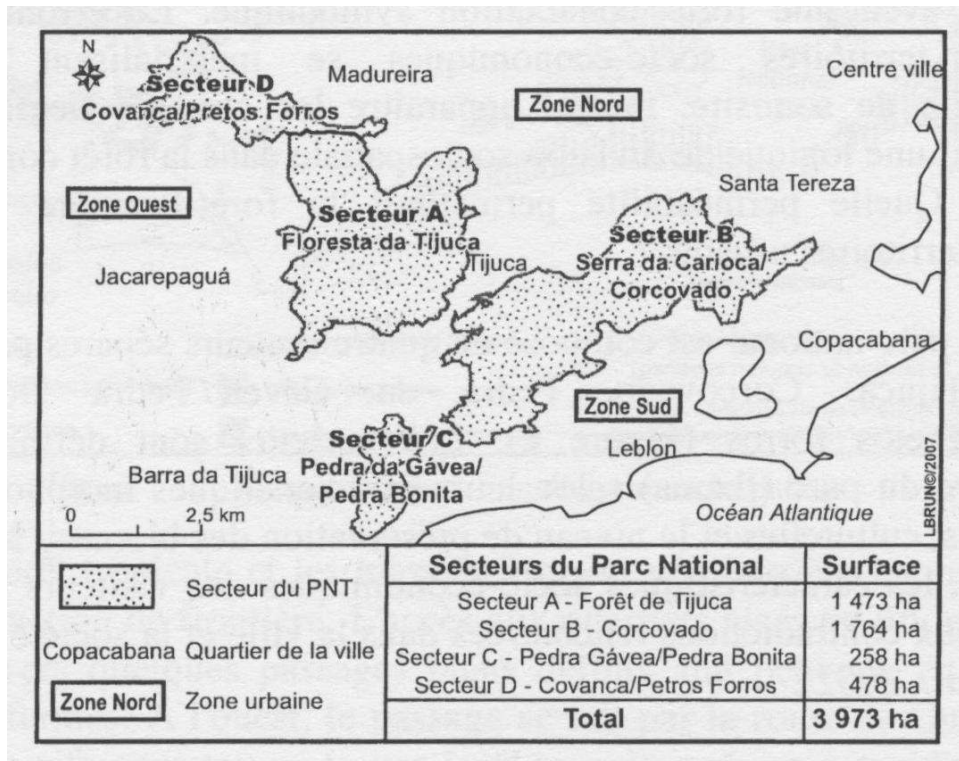 N
Secteur D
Covanca/Pretos Forros
Madureira
Zone Nord
Centre ville
Zone Ouest
Santa Tereza
Secteur A
Floresta da Tijuca
Secteur B
Serra da Carioca/
Corcovado
Jacarepaguá
Tijuca
Copacabana
Zone Sud
Secteur C
Pedra da Gávea/
Pedra Bonita
Leblon
Barra da Tijuca
0 2,5 km
Océan Atlantique
LBRUN©2007
Secteur du PNT
Copacabana Quartier de la ville
Zone Nord Zone urbaine
Secteurs du Parc National Surface
Secteur A - Forêt de Tijuca 1 473 ha
Secteur B - Corcovado 1764 ha
Secteur C - Pedra Gávea/Pedra Bonita 258 ha
Secteur D - Covanca/Petros Forros 478 ha
Total 3 973 ha